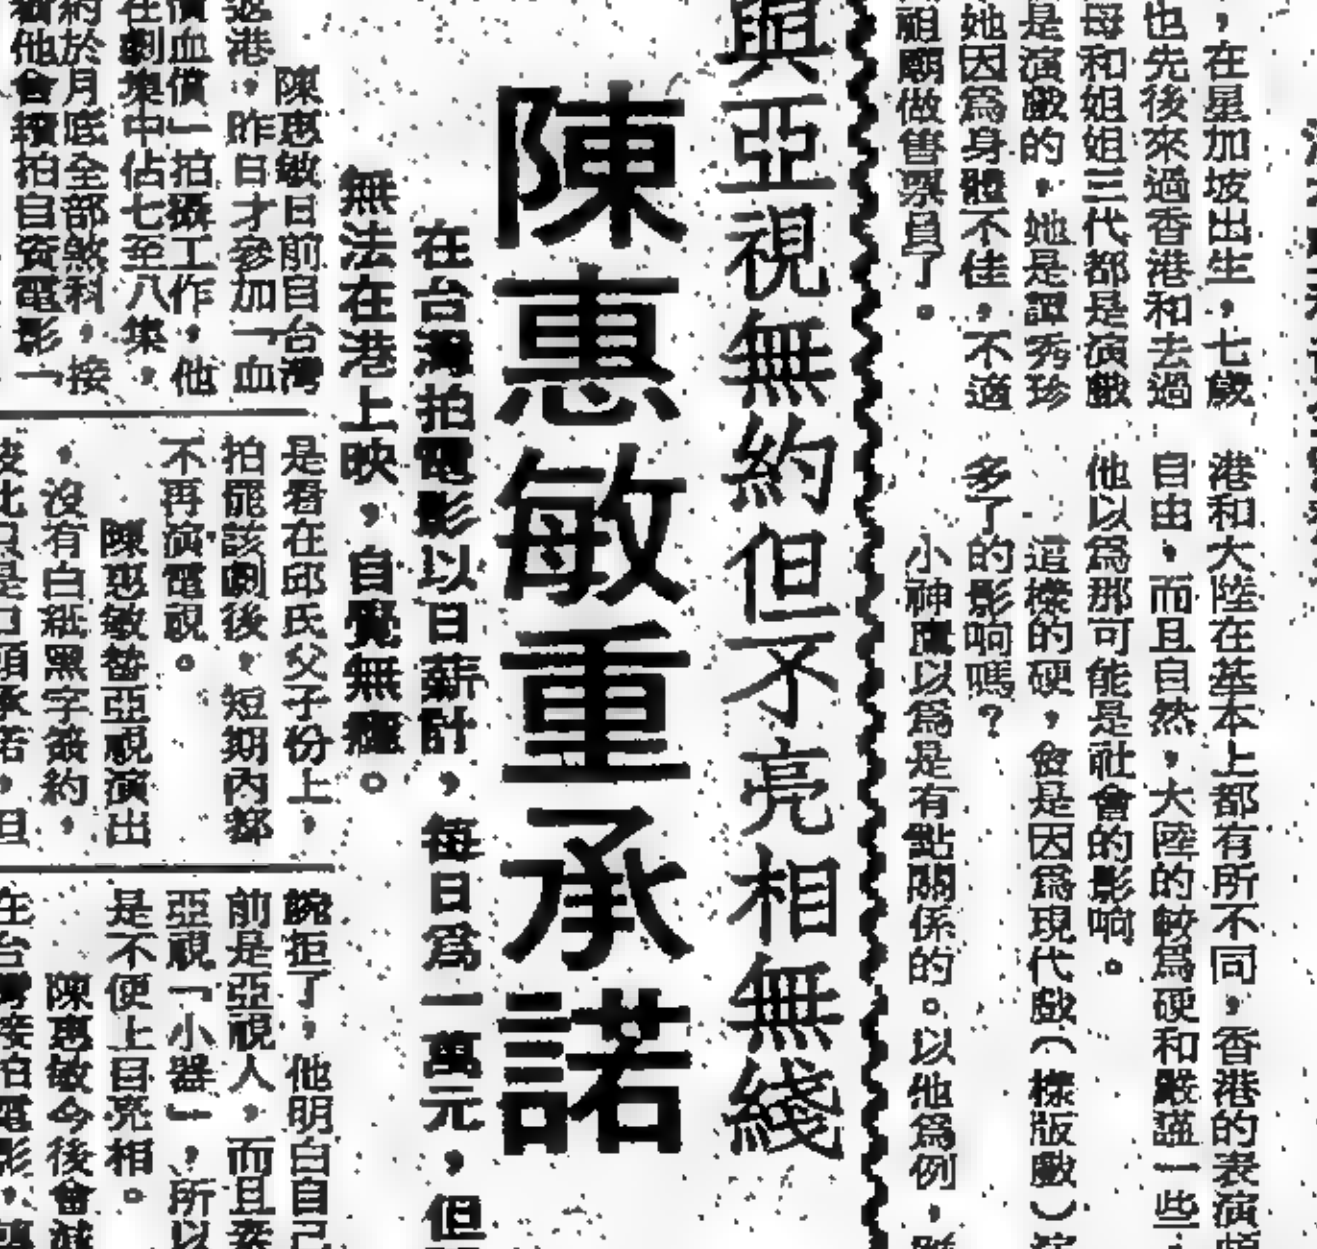 ，在星加坡出生，七歲
也先後來過香港和去過
母和姐姐三代都是演戲
是演戲的，她是譚秀珍
她因為身體不佳，不適
祖廟做售票員了。
港和大陸在基本上都有所不同，香港的表演
自由，而且自然，大陸的較為硬和嚴謹一些，
他以為那可能是社會的影响。
這樣的硬，會是因為現代戲（樣版戲）
多了的影响嗎？
小神鷹以為是有點關係的。以他為例，
與亞視無約但不亮相無綫
陳惠敏重承諾
在台灣拍電影以日薪計，每日為一萬元，但
無法在港上映，自覺無癮。
陳惠敏日前自台灣
返港，昨日才參加「血
債血償」拍攝工作，他
在劇集中佔七至八集，
約於月底全部煞科，接
他會續拍自資電影「
是看在邱氏父子份上，
拍罷該劇後，短期內都
不再演電視。
陳惠敏替亞視演出
，沒有白紙黑字簽約，
彼此只是口頭承諾，但
婉拒了，他明白自己
前是亞視人，而且
亞視「小器」，所以
是不便上目亮相。
陳惠敏今後會減
在台灣接拍電影，